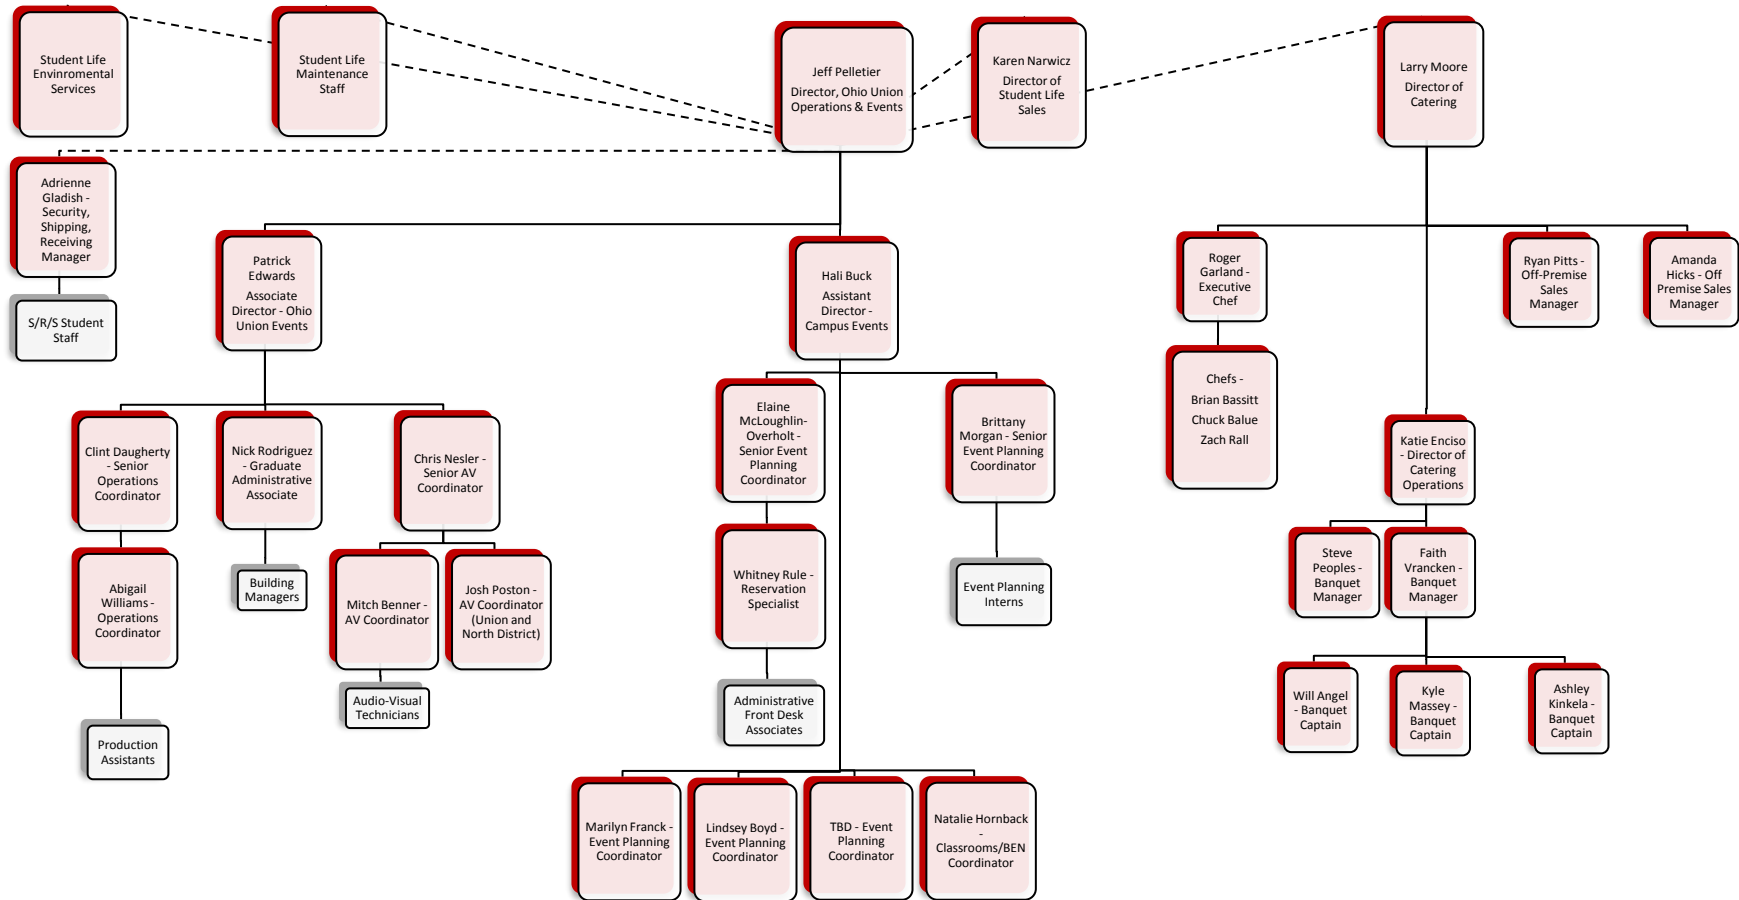 Student Life
Enviromental
Services
Student Life
Maintenance
Staff
Jeff Pelletier
Director, Ohio Union
Operations & Events
Karen Narwicz
Director of
Student Life
Sales
Larry Moore
Director of
Catering
Adrienne
Gladish -
Security,
Shipping,
Receiving
Manager
S/R/S Student
Staff
Patrick
Edwards
Associate
Director - Ohio
Union Events
Hali Buck
Assistant
Director -
Campus Events
Roger
Garland -
Executive
Chef
Ryan Pitts -
Off-Premise
Sales
Manager
Amanda
Hicks - Off
Premise Sales
Manager
Chefs -
Brian Bassitt
Chuck Balue
Zach Rall
Clint Daugherty
- Senior
Operations
Coordinator
Nick Rodriguez
- Graduate
Administrative
Associate
Chris Nesler -
Senior AV
Coordinator
Elaine
McLoughlin-
Overholt -
Senior Event
Planning
Coordinator
Brittany
Morgan - Senior
Event Planning
Coordinator
Katie Enciso
- Director of
Catering
Operations
Abigail
Williams -
Operations
Coordinator
Building
Managers
Mitch Benner -
AV Coordinator
Josh Poston -
AV Coordinator
(Union and
North District)
Whitney Rule -
Reservation
Specialist
Event Planning
Interns
Steve
Peoples -
Banquet
Manager
Faith
Vrancken -
Banquet
Manager
Production
Assistants
Audio-Visual
Technicians
Administrative
Front Desk
Associates
Will Angel
- Banquet
Captain
Kyle
Massey -
Banquet
Captain
Ashley
Kinkela -
Banquet
Captain
Marilyn Franck -
Event Planning
Coordinator
Lindsey Boyd -
Event Planning
Coordinator
TBD - Event
Planning
Coordinator
Natalie Hornback
-
Classrooms/BEN
Coordinator